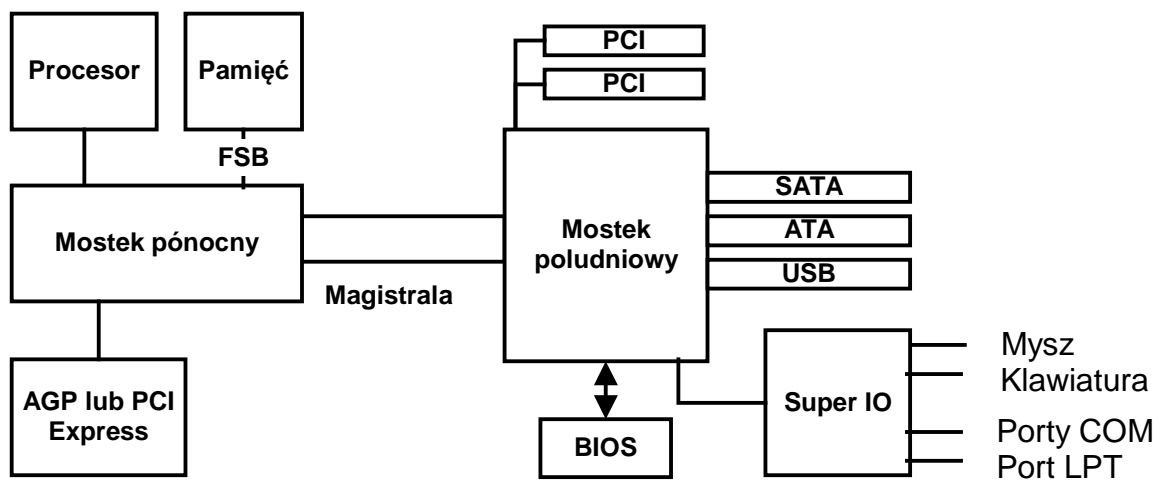 PCI
PCI
Procesor
Pamięć
FSB
SATA
Mostek pónocny
Mostek
poludniowy
ATA
USB
Magistrala
Mysz
Klawiatura
AGP lub PCI
Express
Super IO
Porty COM
BIOS
Port LPT